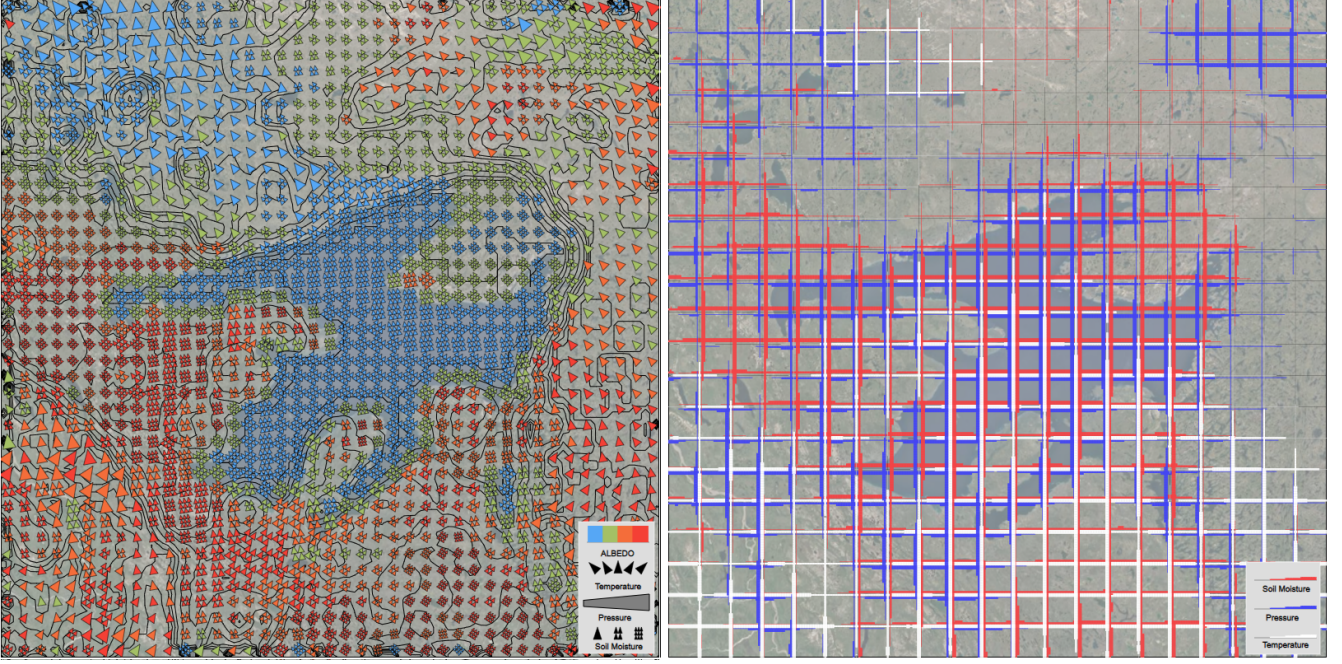 ALBEDO
Temperature
Pressure
Soil Moisture
Soil Moisture
Pressure
Temperature